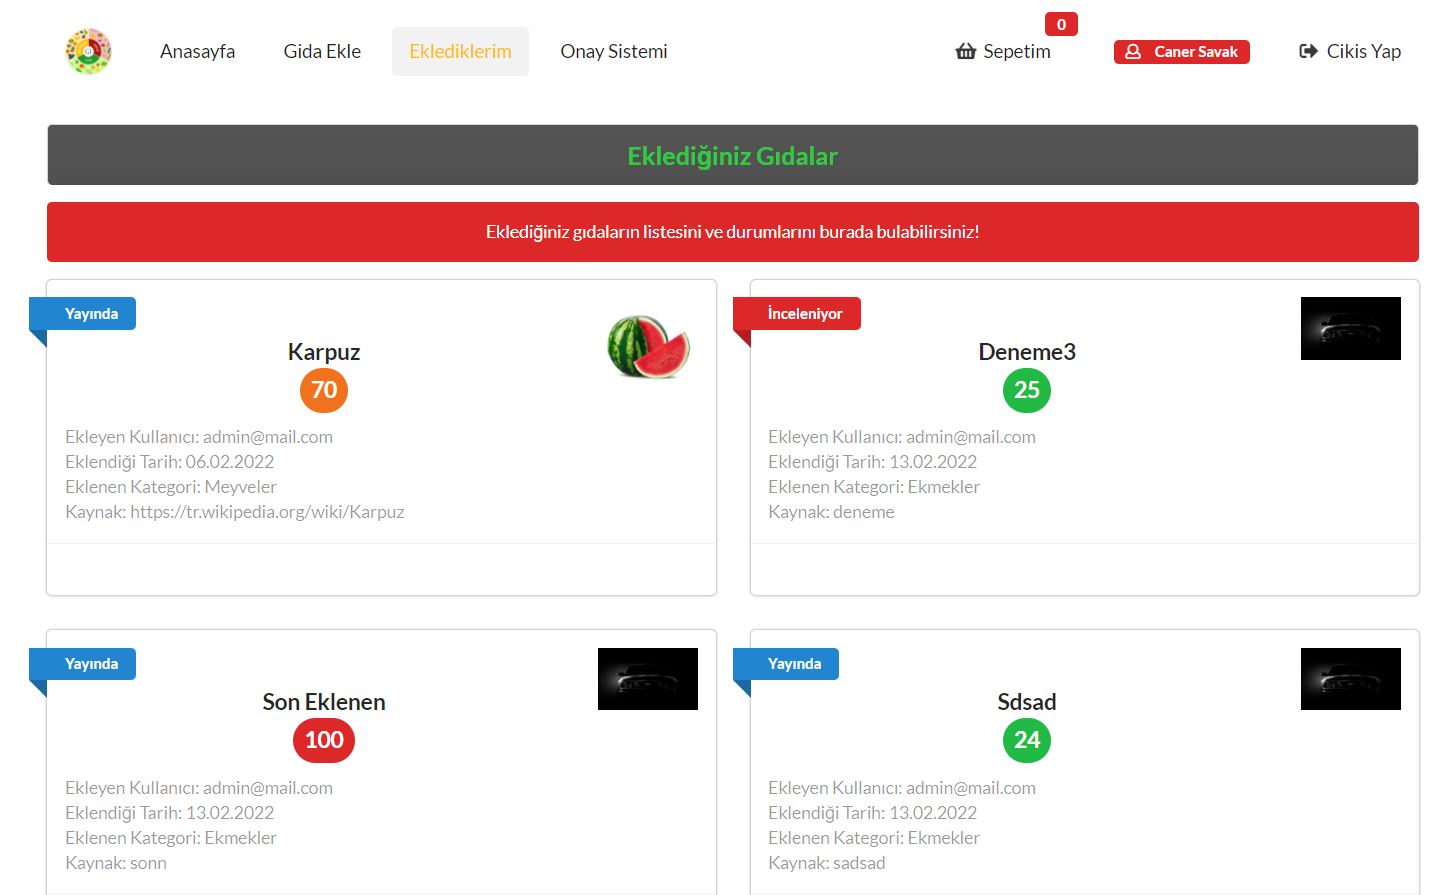 Anasayfa Gida Ekle Eklediklerim Onay Sistemi Sepetim 0 Caner Savak Cikis Yap
Eklediğiniz Gıdalar
Eklediğiniz gıdaların listesini ve durumlarını burada bulabilirsiniz!
Yayında
Karpuz
70
Ekleyen Kullanıcı: admin@mail.com
Eklendiği Tarih: 06.02.2022
Eklenen Kategori: Meyveler
Kaynak: https://tr.wikipedia.org/wiki/Karpuz
İnceleniyor
Deneme3
25
Ekleyen Kullanıcı: admin@mail.com
Eklendiği Tarih: 13.02.2022
Eklenen Kategori: Ekmekler
Kaynak: deneme
Yayında
Son Eklenen
100
Ekleyen Kullanıcı: admin@mail.com
Eklendiği Tarih: 13.02.2022
Eklenen Kategori: Ekmekler
Kaynak: sonn
Yayında
Sdsad
24
Ekleyen Kullanıcı: admin@mail.com
Eklendiği Tarih: 13.02.2022
Eklenen Kategori: Ekmekler
Kaynak: sadsad